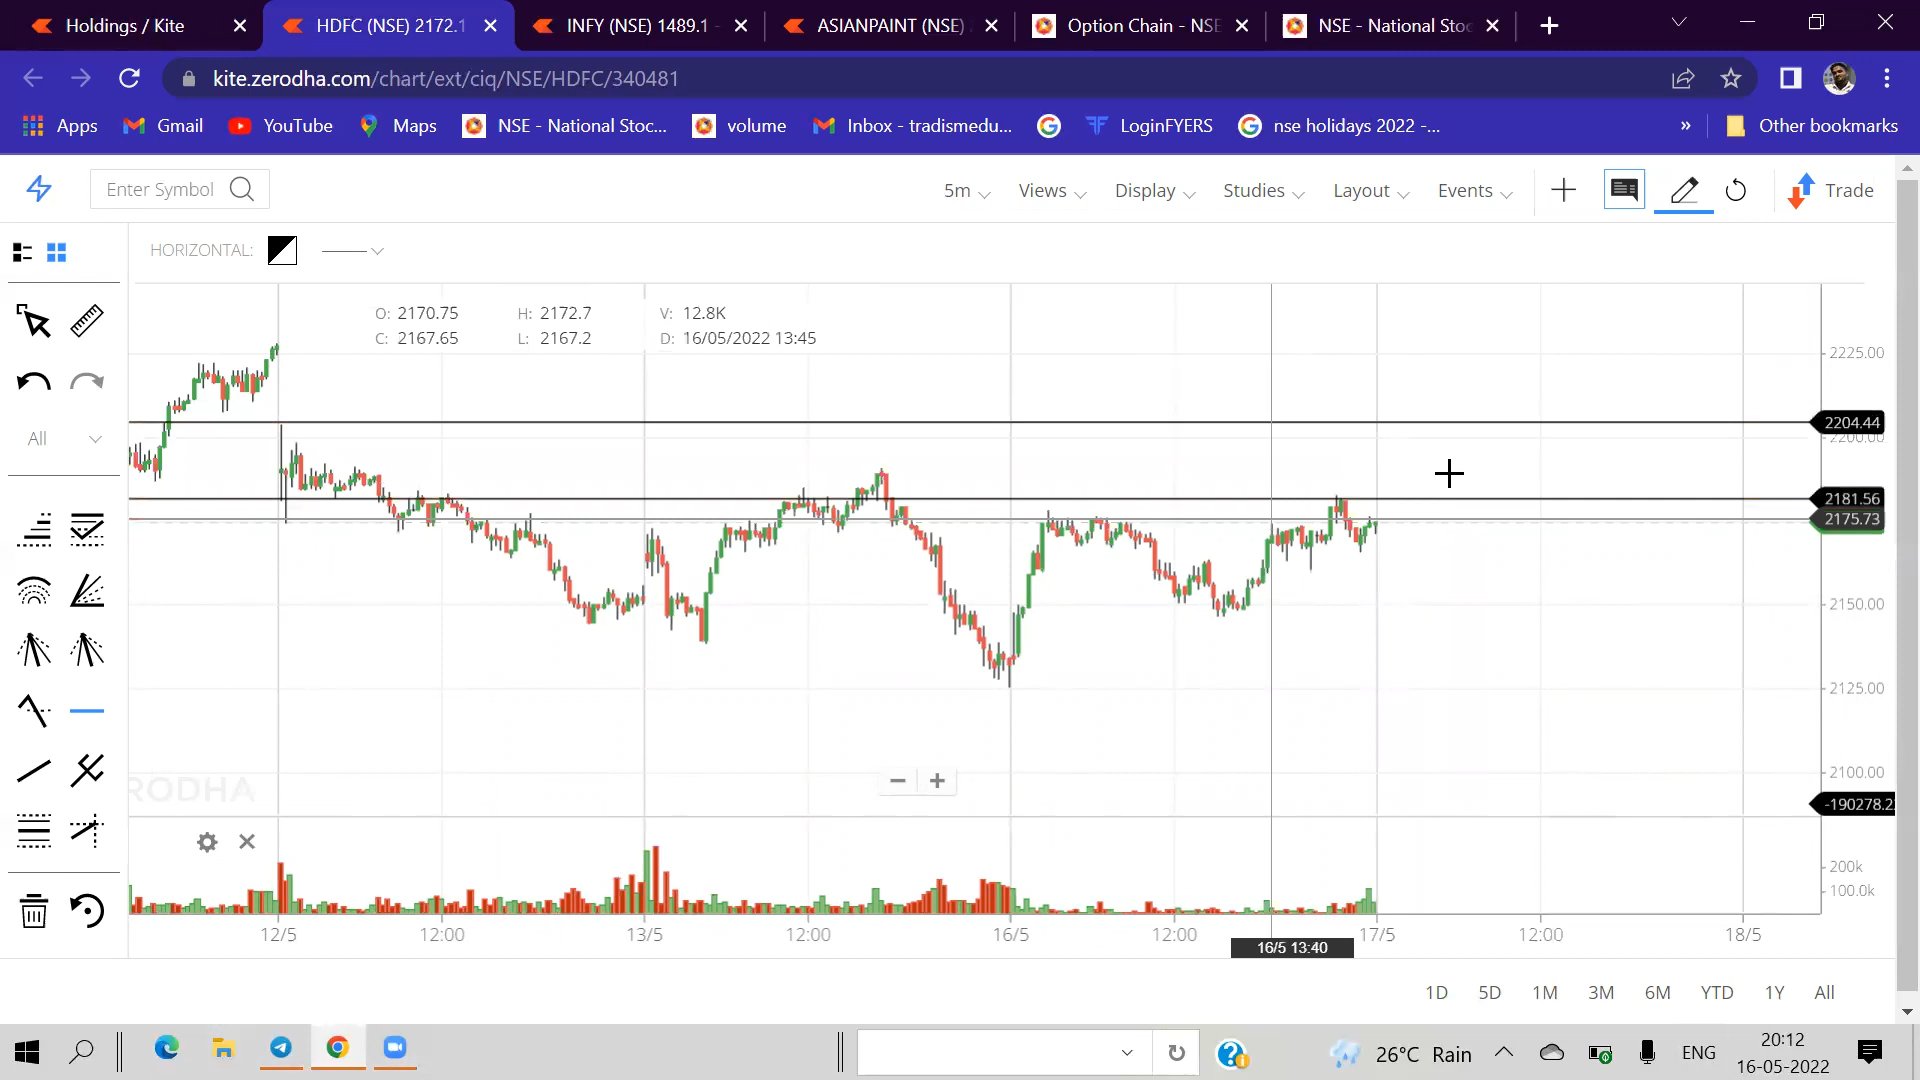 Holdings / Kite
HDFC (NSE) 2172.1
INFY (NSE) 1489.1 -
ASIANPAINT (NSE)
Option Chain - NSE
NSE - National Stoc
kite.zerodha.com/chart/ext/ciq/NSE/HDFC/340481
Apps
Gmail
YouTube
Maps
NSE - National Stoc...
volume
Inbox - tradismedu...
LoginFYERS
nse holidays 2022 -...
»
Other bookmarks
Enter Symbol
5m
Views
Display
Studies
Layout
Events
Trade
HORIZONTAL:
O: 2170.75 H: 2172.7 V: 12.8K
C: 2167.65 L: 2167.2 D: 16/05/2022 13:45
All
2225.00
2204.44
2200.00
2181.56
2175.73
2150.00
2125.00
2100.00
-190278.2
RODHA
200k
100.0k
12/5 12:00 13/5 12:00 16/5 12:00 17/5 12:00 18/5
16/5 13:40
1D 5D 1M 3M 6M YTD 1Y All
26°C Rain
ENG
20:12
16-05-2022